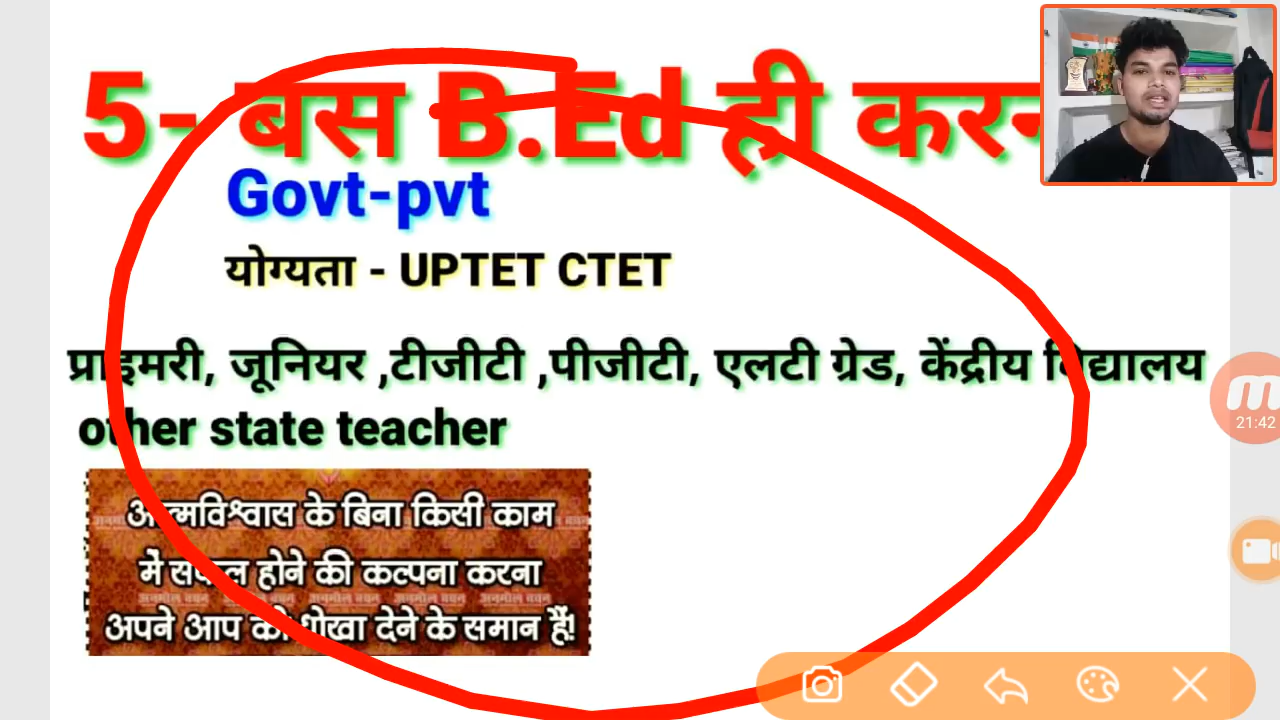 5- बस B.Ed ही करन
Govt-pvt
योग्यता - UPTET CTET
प्राइमरी, जूनियर ,टीजीटी ,पीजीटी, एलटी ग्रेड, केंद्रीय विद्यालय
other state teacher
आत्मविश्वास के बिना किसी काम
में सफल होने की कल्पना करना
अपने आप को धोखा देने के समान हैं!
21:42